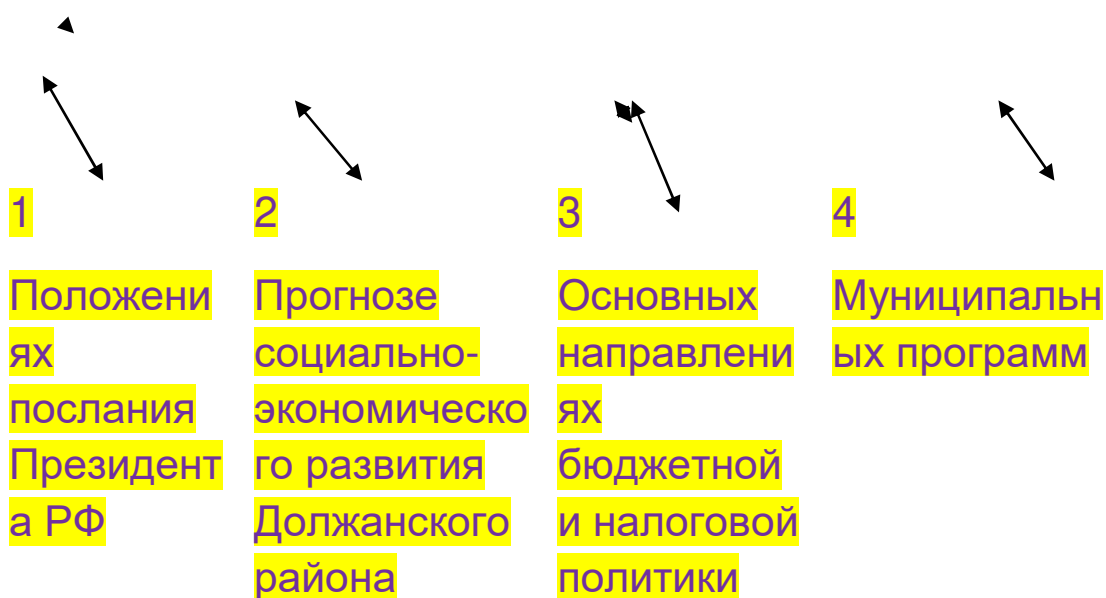 1
Положени
ях
послания
Президент
а РФ
2
Прогнозе
социально-
экономическо
го развития
Должанского
района
3
Основных
направлени
ях
бюджетной
и налоговой
политики
4
Муниципальн
ых программ